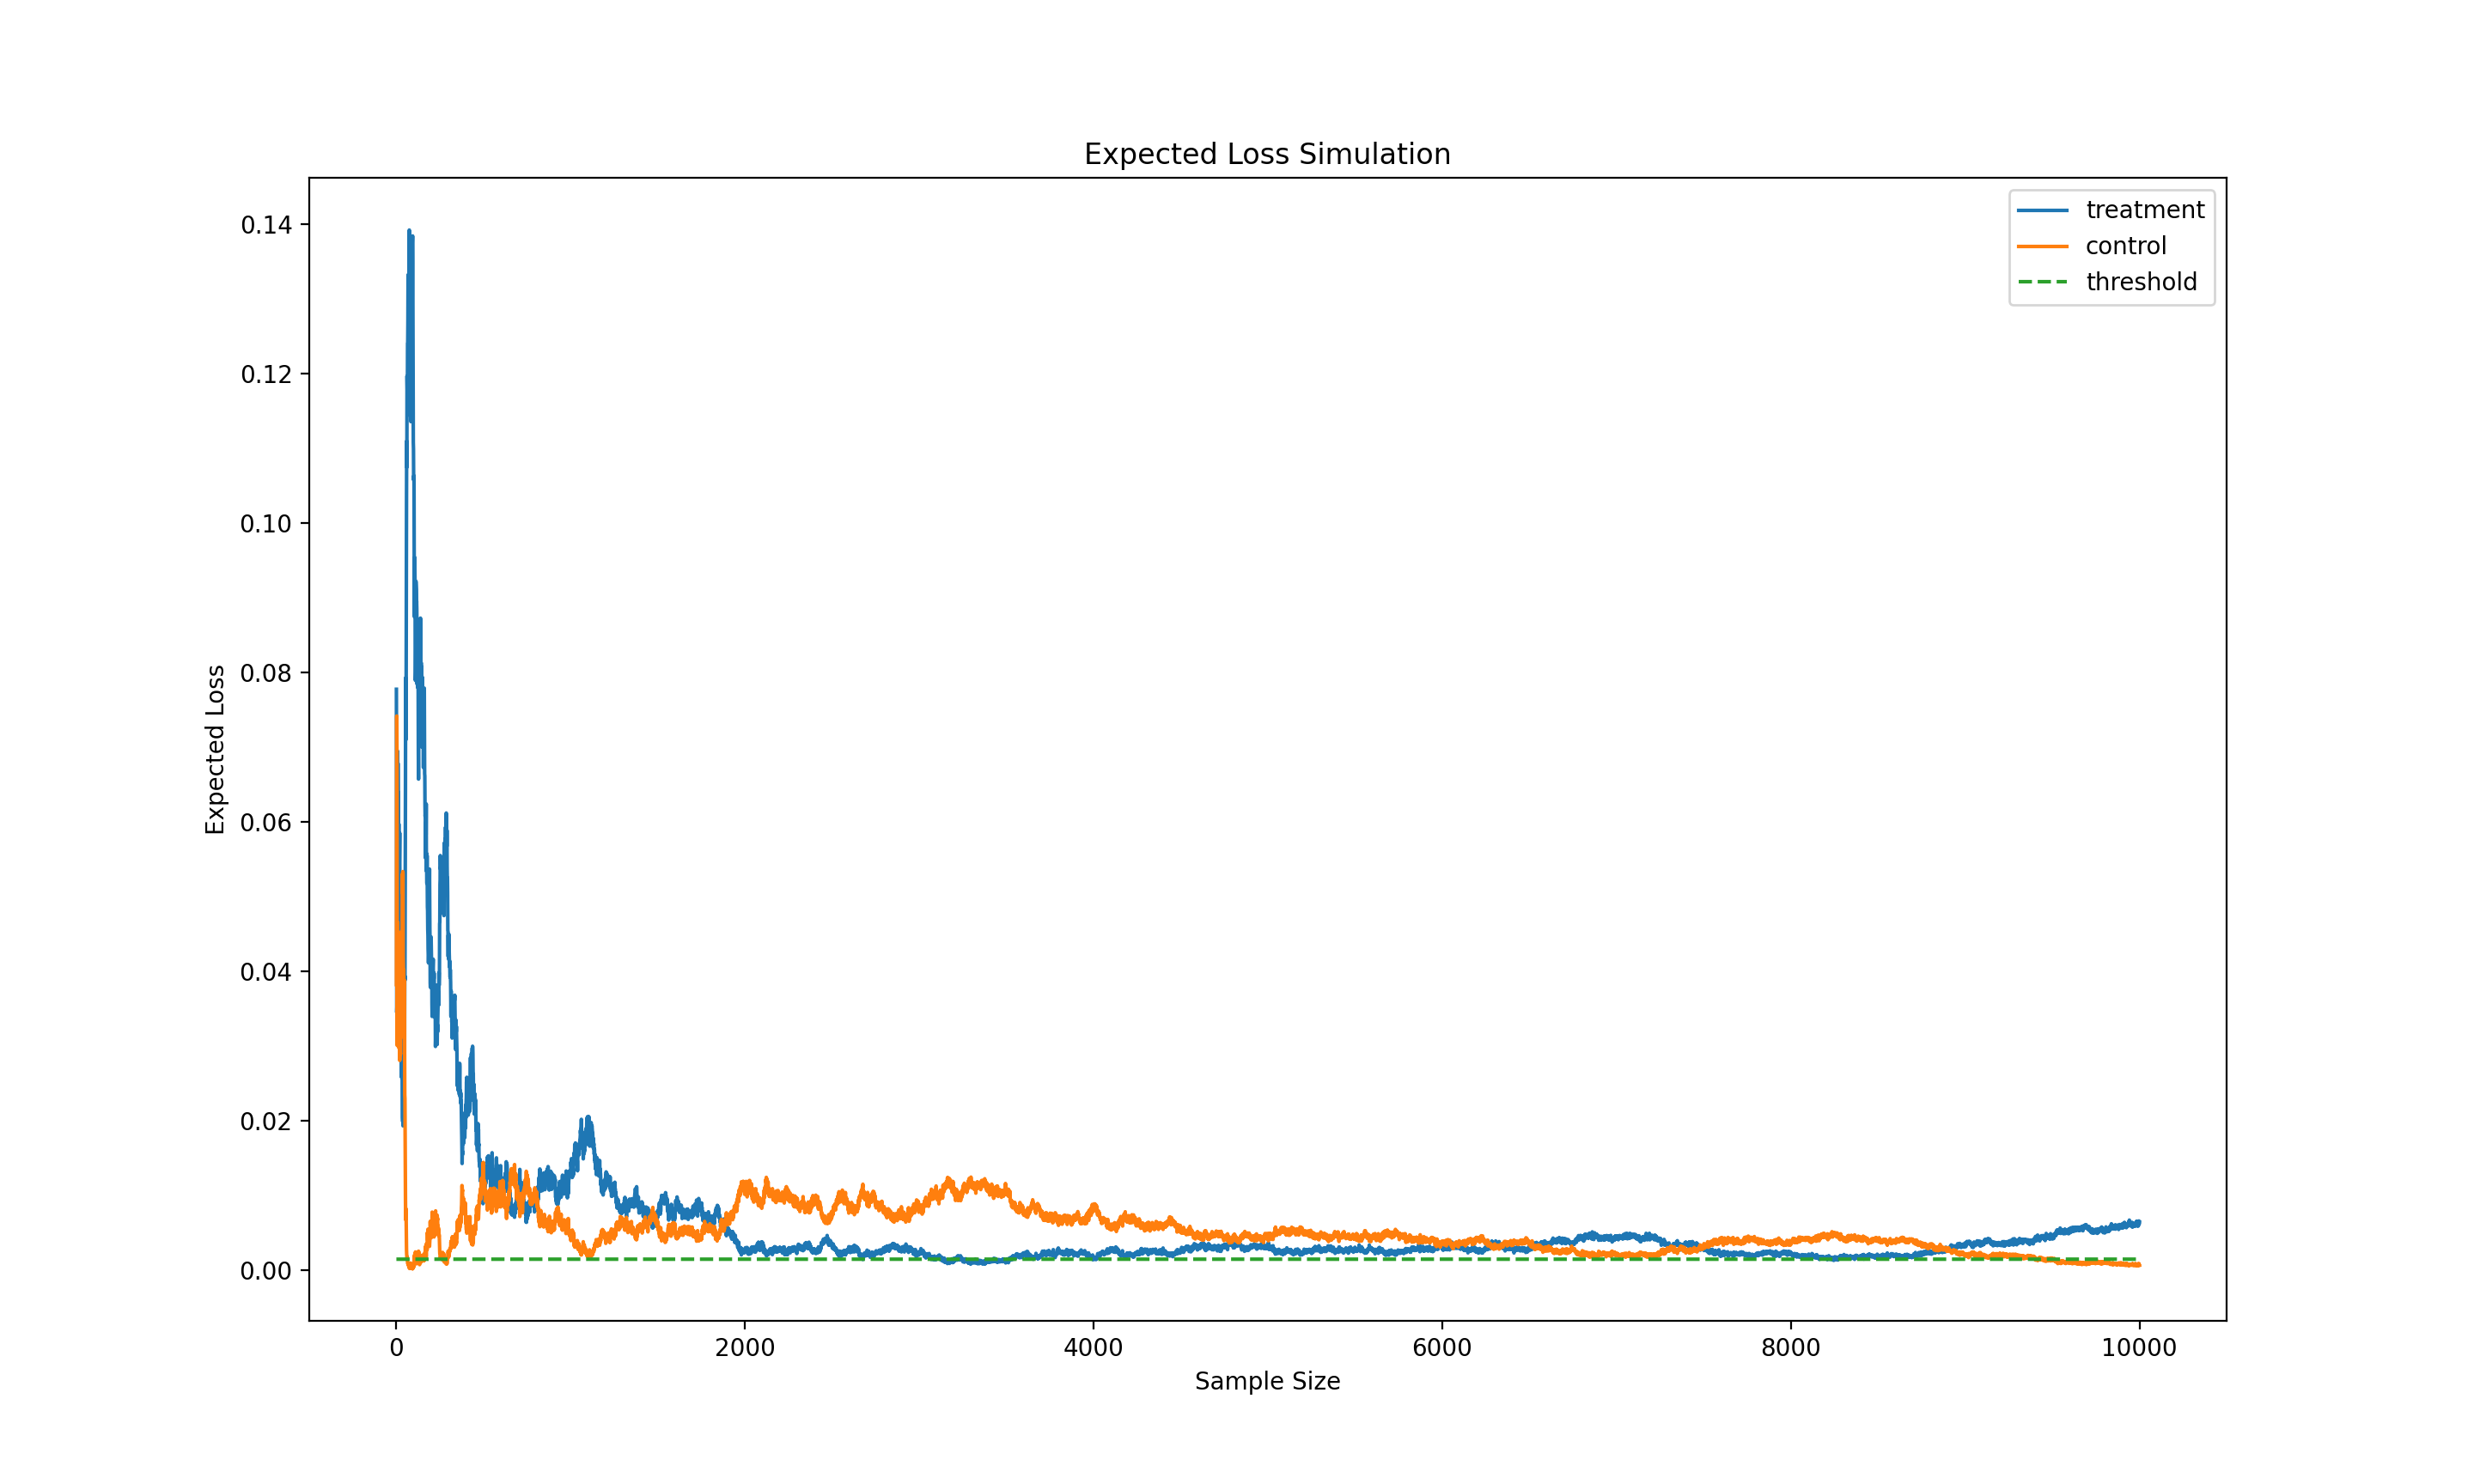 Expected Loss Simulation
treatment
control
threshold
0.14
0.12
0.10
0.08
0.06
0.04
0.02
0.00
Expected Loss
0
2000
4000
6000
8000
10000
Sample Size